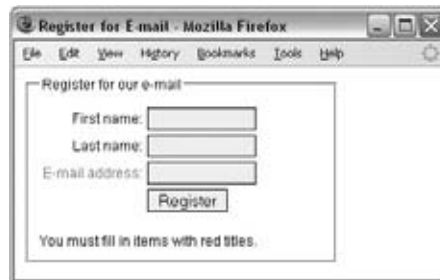 Register for E-mail - Mozilla Firefox
File Edit View History Bookmarks Tools Help
Register for our e-mail
First name:
Last name:
E-mail address:
Register
You must fill in items with red titles.